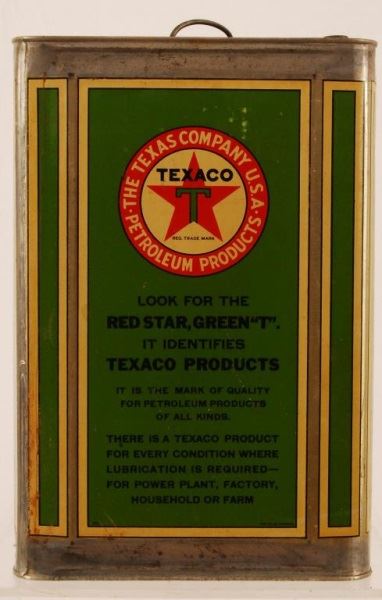 THE TEXAS COMPANY U.S.A.
TEXACO
T
REG. TRADE MARK
PETROLEUM PRODUCTS
LOOK FOR THE
RED STAR, GREEN "T".
IT IDENTIFIES
TEXACO PRODUCTS
IT IS THE MARK OF QUALITY
FOR PETROLEUM PRODUCTS
OF ALL KINDS.
THERE IS A TEXACO PRODUCT
FOR EVERY CONDITION WHERE
LUBRICATION IS REQUIRED—
FOR POWER PLANT, FACTORY,
HOUSEHOLD OR FARM